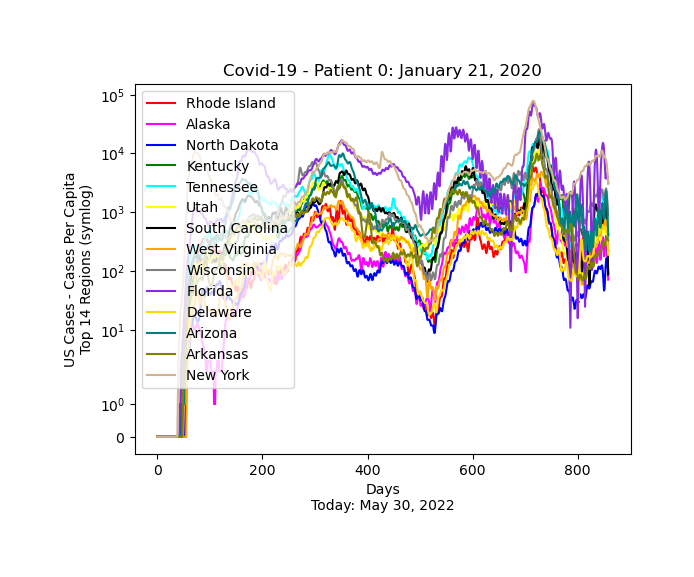 Covid-19 - Patient 0: January 21, 2020
US Cases - Cases Per Capita
Top 14 Regions (symlog)
10^5
10^4
10^3
10^2
10^1
10^0
0
Rhode Island
Alaska
North Dakota
Kentucky
Tennessee
Utah
South Carolina
West Virginia
Wisconsin
Florida
Delaware
Arizona
Arkansas
New York
0 200 400 600 800
Days
Today: May 30, 2022